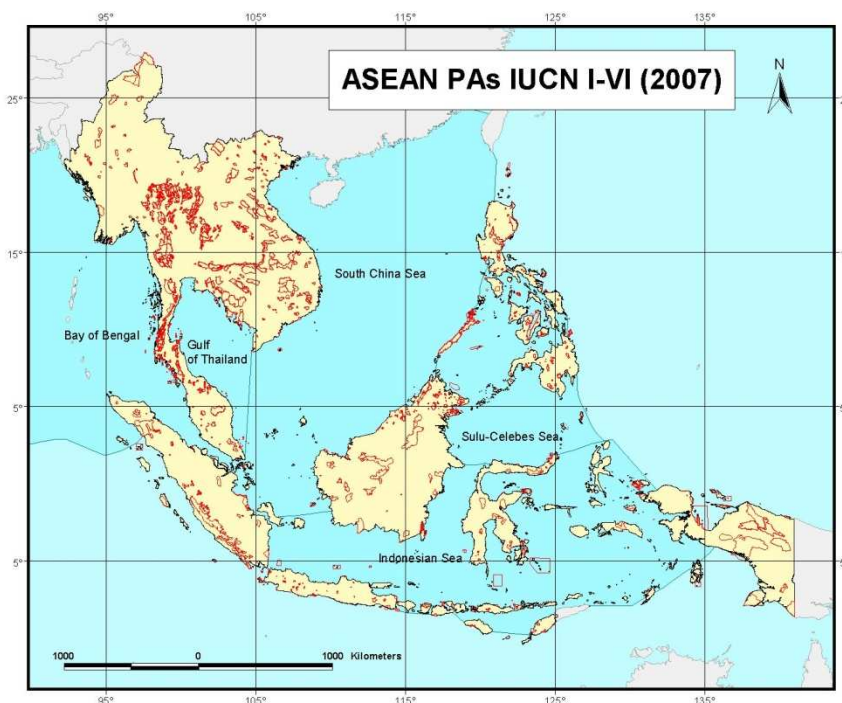 95°
105°
115°
125°
135°
ASEAN PAs IUCN I-VI (2007)
N
25°
15°
South China Sea
Bay of Bengal
Gulf
of Thailand
5°
5°
Sulu-Celebes Sea
Indonesian Sea
5°
1000
0
1000 Kilometers
95°
105°
115°
125°
135°